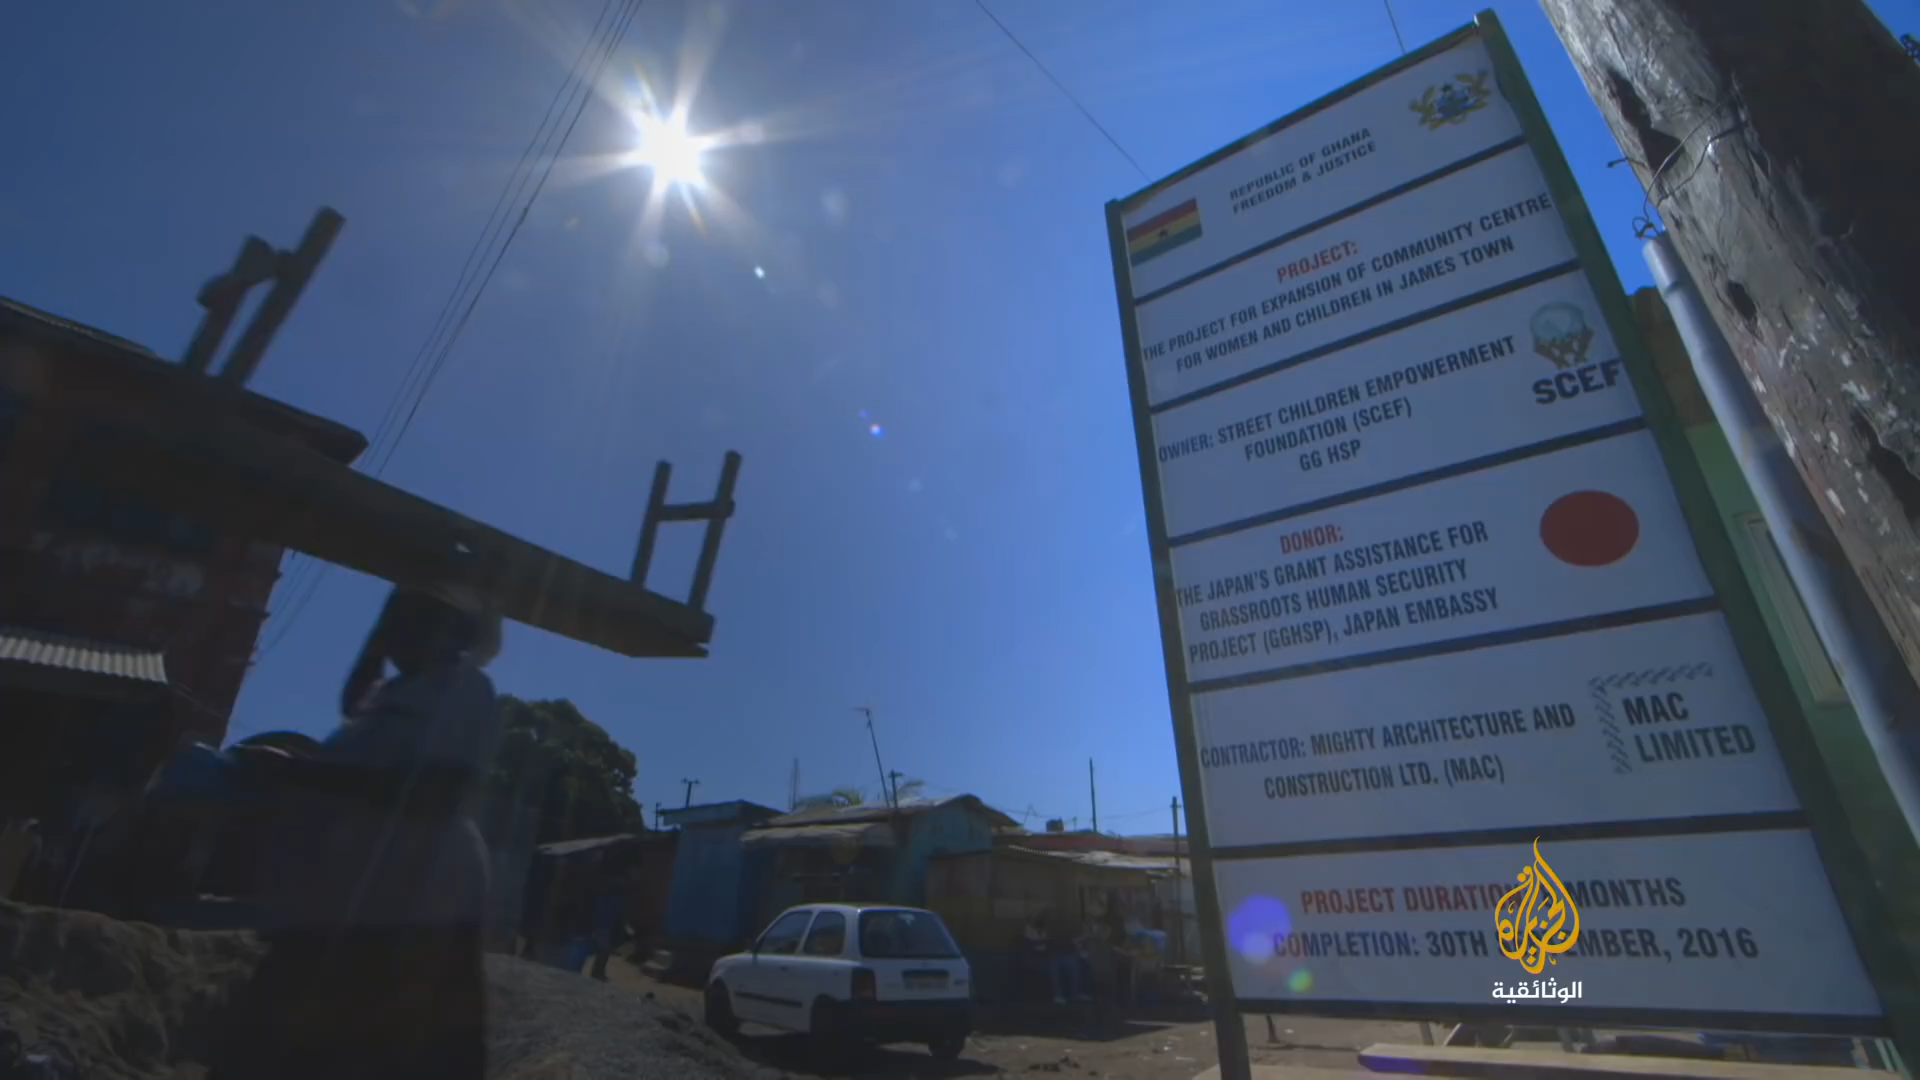 REPUBLIC OF GHANA
FREEDOM & JUSTICE
PROJECT:
THE PROJECT FOR EXPANSION OF COMMUNITY CENTRE
FOR WOMEN AND CHILDREN IN JAMES TOWN
OWNER: STREET CHILDREN EMPOWERMENT
FOUNDATION (SCEF)
GG HSP
SCEF
DONOR:
THE JAPAN'S GRANT ASSISTANCE FOR
GRASSROOTS HUMAN SECURITY
PROJECT (GGHSP), JAPAN EMBASSY
CONTRACTOR: MIGHTY ARCHITECTURE AND
CONSTRUCTION LTD. (MAC)
MAC
LIMITED
PROJECT DURATION MONTHS
COMPLETION: 30TH 2016
الجزيرة
الوثائقية